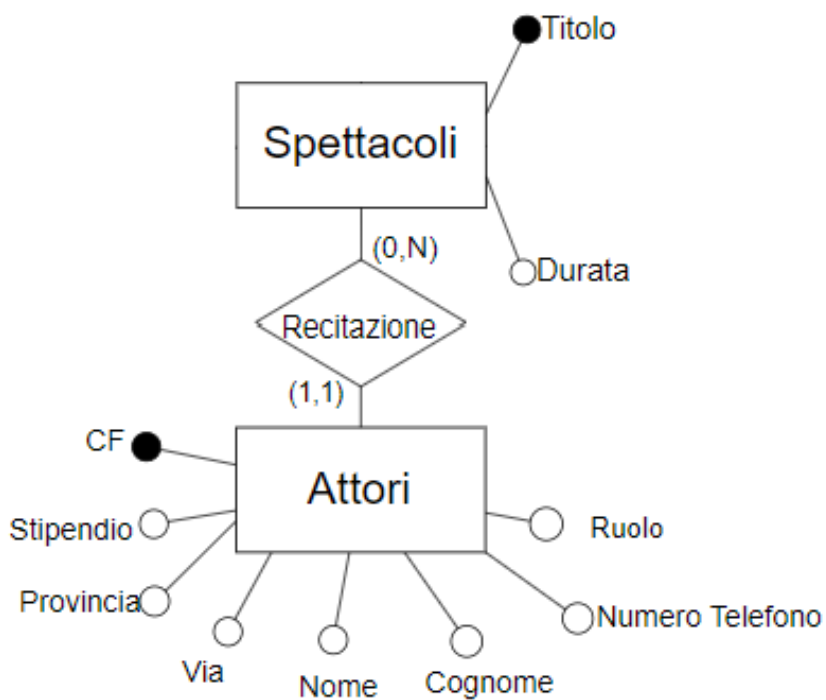 Titolo
Spettacoli
(0,N)
Durata
Recitazione
(1,1)
CF
Attori
Stipendio
Ruolo
Provincia
Numero Telefono
Via
Nome
Cognome